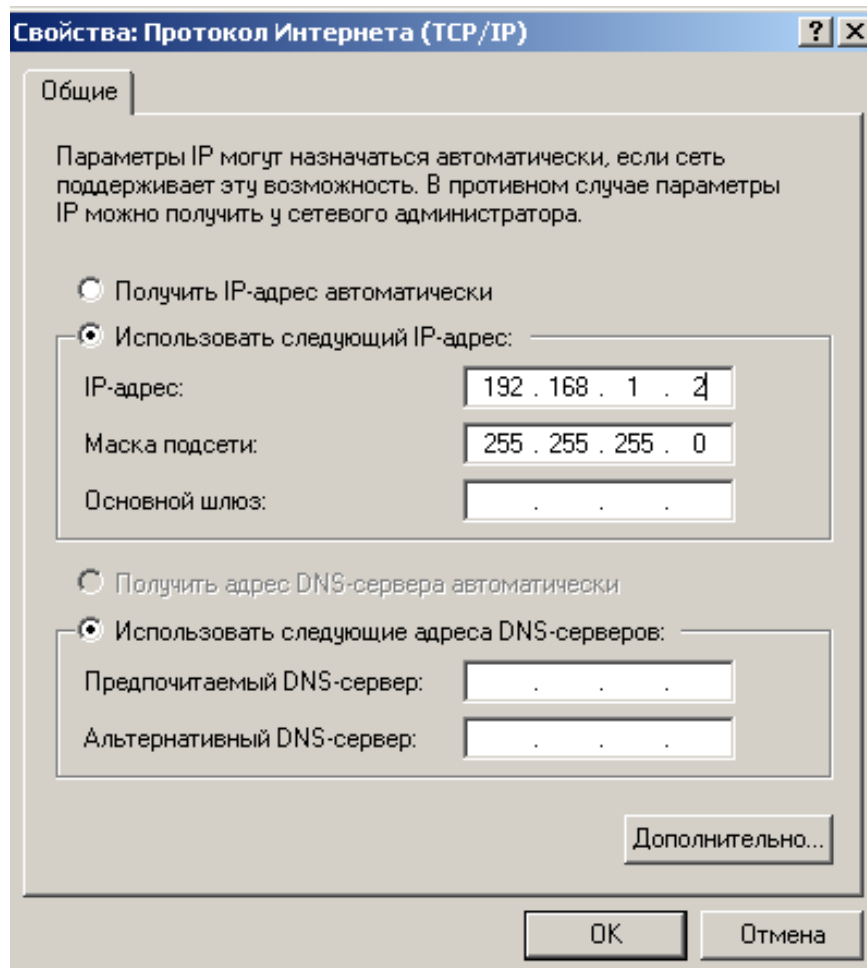 Свойства: Протокол Интернета (TCP/IP)
Общие
Параметры IP могут назначаться автоматически, если сеть
поддерживает эту возможность. В противном случае параметры
IP можно получить у сетевого администратора.
Получить IP-адрес автоматически
Использовать следующий IP-адрес:
IP-адрес: 192 . 168 . 1 . 2
Маска подсети: 255 . 255 . 255 . 0
Основной шлюз: . . .
Получить адрес DNS-сервера автоматически
Использовать следующие адреса DNS-серверов:
Предпочитаемый DNS-сервер: . . .
Альтернативный DNS-сервер: . . .
Дополнительно...
OK Отмена